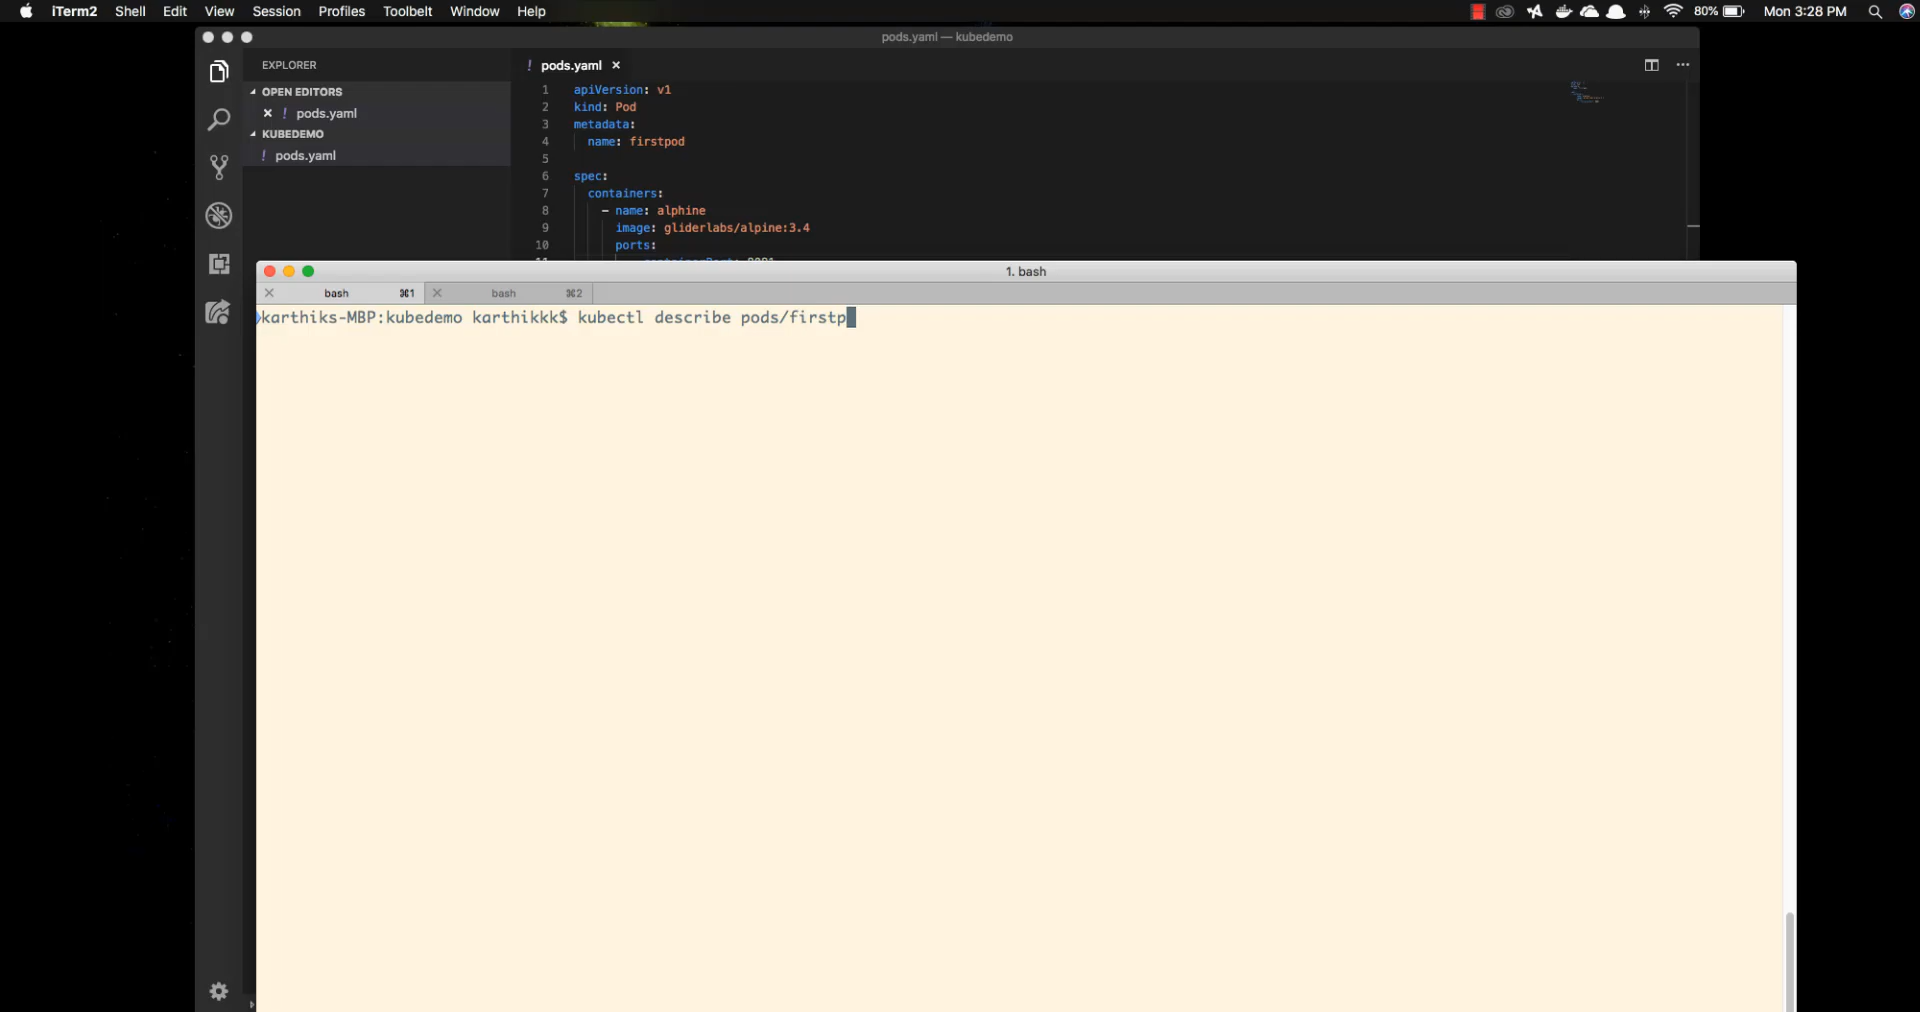 iTerm2 Shell Edit View Session Profiles Toolbelt Window Help 80% Mon 3:28 PM
pods.yaml — kubedemo
EXPLORER
OPEN EDITORS
× ! pods.yaml
KUBEDEMO
! pods.yaml
! pods.yaml ×
1 apiVersion: v1
2 kind: Pod
3 metadata:
4 name: firstpod
5
6 spec:
7 containers:
8 - name: alphine
9 image: gliderlabs/alpine:3.4
10 ports:
1. bash
bash ⌘1 bash ⌘2
karthiks-MBP:kubedemo karthikkk$ kubectl describe pods/firstp